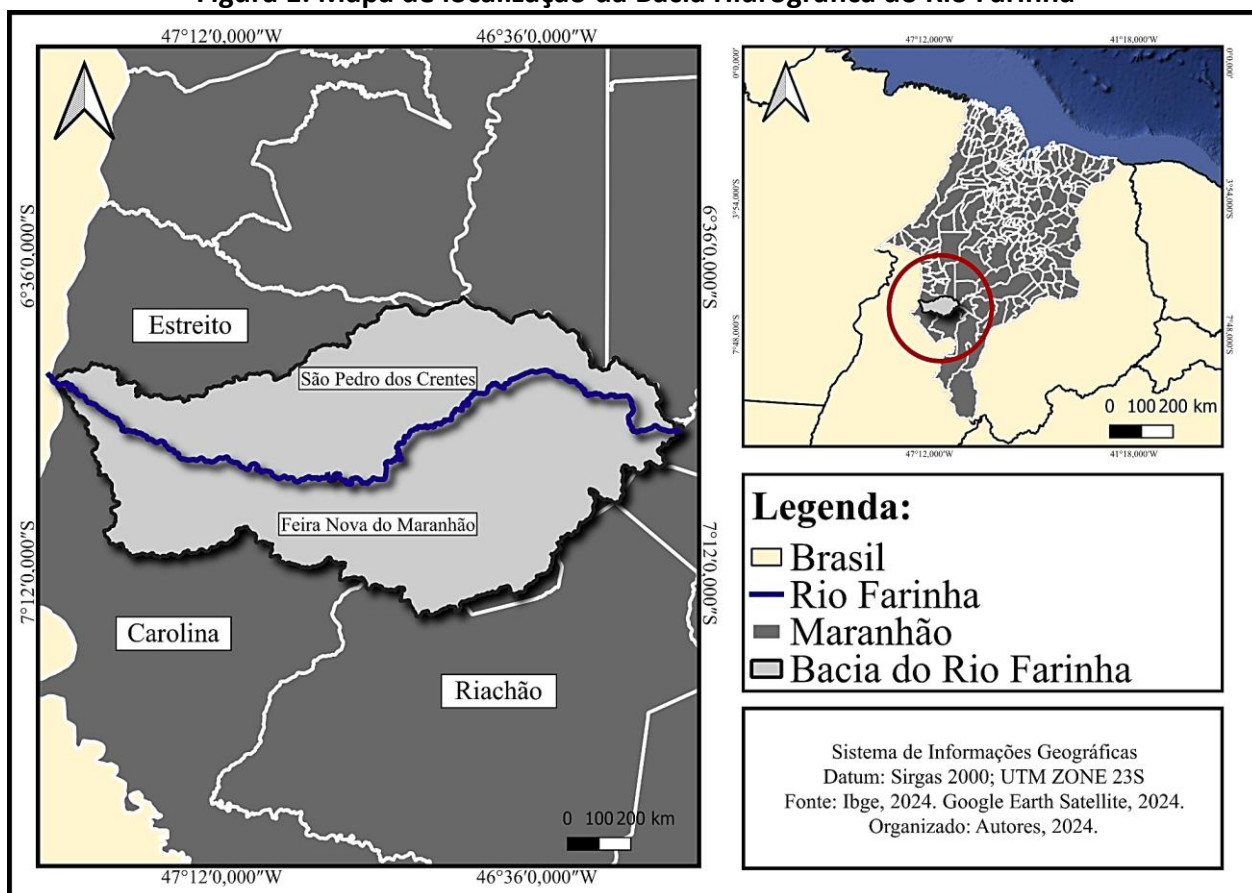 Figura 1. Mapa de localização da Bacia Hidrográfica do Rio Farinha
47°12'0,000"W
46°36'0,000"W
6°36'0,000"S
6°36'0,000"S
Estreito
São Pedro dos Crentes
Feira Nova do Maranhão
7°12'0,000"S
7°12'0,000"S
Carolina
Riachão
0 100 200 km
47°12'0,000"W
46°36'0,000"W
47°12,000"W
41°18,000"W
0°0,000'
0°0,000'
3°54,000"S
3°54,000"S
7°48,000"S
7°48,000"S
0 100 200 km
47°12,000"W
41°18,000"W
Legenda:
Brasil
Rio Farinha
Maranhão
Bacia do Rio Farinha
Sistema de Informações Geográficas
Datum: Sirgas 2000; UTM ZONE 23S
Fonte: Ibge, 2024. Google Earth Satellite, 2024.
Organizado: Autores, 2024.